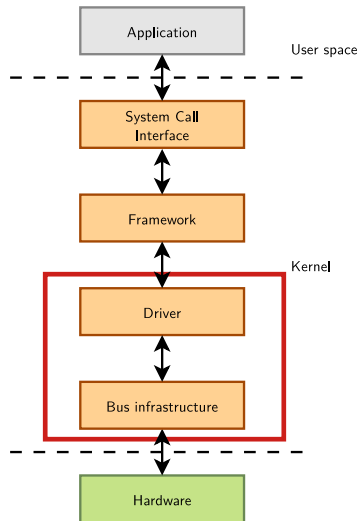 Application
User space
System Call
Interface
Framework
Kernel
Driver
Bus infrastructure
Hardware